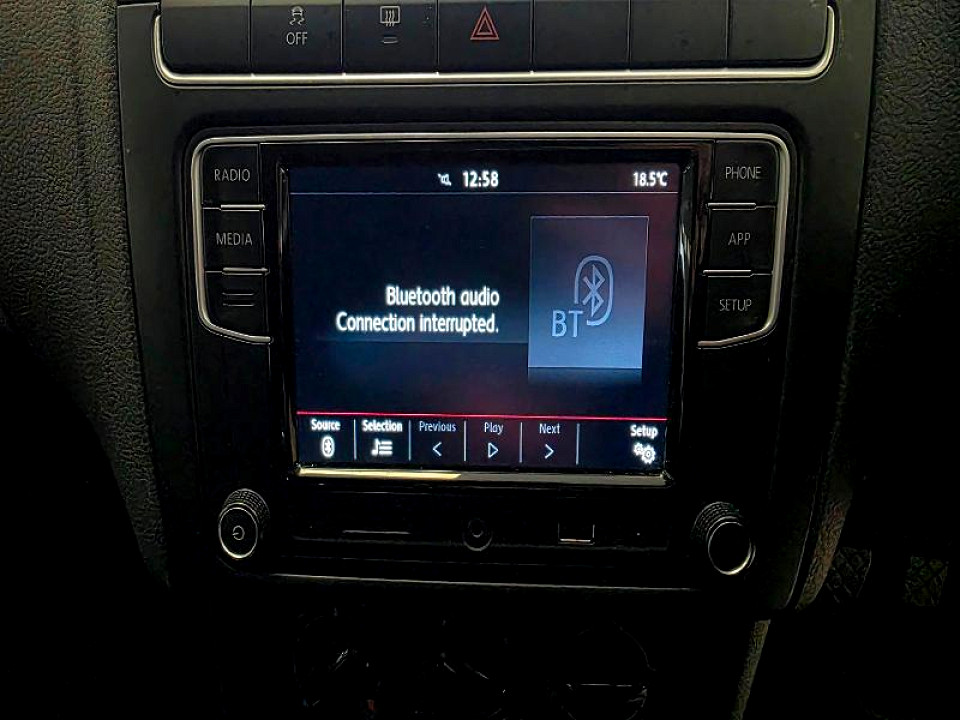 OFF
RADIO
PHONE
12:58
18.5°C
MEDIA
APP
SETUP
Bluetooth audio
Connection interrupted.
BT
Source
Selection
Previous
Play
Next
Setup